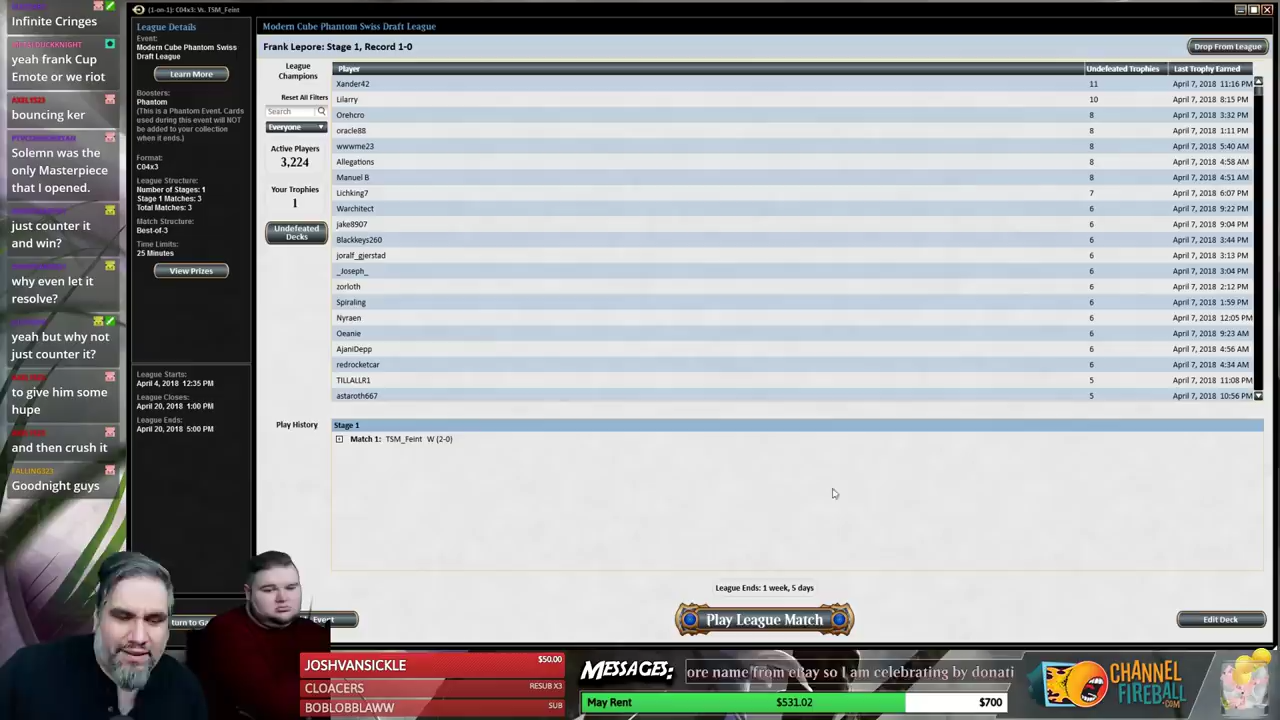 Infinite Cringes
yeah frank Cup
Emote or we riot
bouncing ker
Solemn was the
only Masterpiece
that I opened.
just counter it
and win?
why even let it
resolve?
yeah but why not
just counter it?
to give him some
hupe
and then crush it
FALLING323
Goodnight guys
(1-on-1): C04x3: Vs. TSM_Feint
League Details
Event:
Modern Cube Phantom Swiss
Draft League
Learn More
Boosters:
Phantom
(This is a Phantom Event. Cards
used during this event will NOT
be added to your collection
when it ends.)
Format:
C04x3
League Structure:
Number of Stages: 1
Stage 1 Matches: 3
Total Matches: 3
Match Structure:
Best-of-3
Time Limits:
25 Minutes
View Prizes
League Starts:
April 4, 2018 12:35 PM
League Closes:
April 20, 2018 1:00 PM
League Ends:
April 20, 2018 5:00 PM
Modern Cube Phantom Swiss Draft League
Frank Lepore: Stage 1, Record 1-0
Drop From League
League
Champions
Reset All Filters
Search
Everyone
Active Players
3,224
Your Trophies
1
Undefeated
Decks
Player Undefeated Trophies Last Trophy Earned
Xander42 11 April 7, 2018 11:16 PM
Lilarry 10 April 7, 2018 8:15 PM
Orehcro 8 April 7, 2018 3:32 PM
oracle88 8 April 7, 2018 1:11 PM
wwwme23 8 April 7, 2018 5:40 AM
Allegations 8 April 7, 2018 4:58 AM
Manuel B 8 April 7, 2018 4:51 AM
Lichking7 7 April 7, 2018 6:07 PM
Warchitect 6 April 7, 2018 9:22 PM
jake8907 6 April 7, 2018 9:04 PM
Blackkeys260 6 April 7, 2018 3:44 PM
joralf_gjerstad 6 April 7, 2018 3:13 PM
_Joseph_ 6 April 7, 2018 3:04 PM
zorloth 6 April 7, 2018 2:12 PM
Spiraling 6 April 7, 2018 1:59 PM
Nyraen 6 April 7, 2018 12:05 PM
Oeanie 6 April 7, 2018 9:23 AM
AjaniDepp 6 April 7, 2018 4:56 AM
redrocketcar 6 April 7, 2018 4:34 AM
TILLALLR1 5 April 7, 2018 11:08 PM
astaroth667 5 April 7, 2018 10:56 PM
Play History
Stage 1
Match 1: TSM_Feint W (2-0)
League Ends: 1 week, 5 days
Play League Match
Edit Deck
JOSHVANSICKLE $50.00
CLOACERS RESUB X3
BOBLOBBLAWW SUB
MESSAGES:
ore name from eBay so I am celebrating by donati
May Rent $531.02 $700
CHANNEL
FIREBALL
.COM